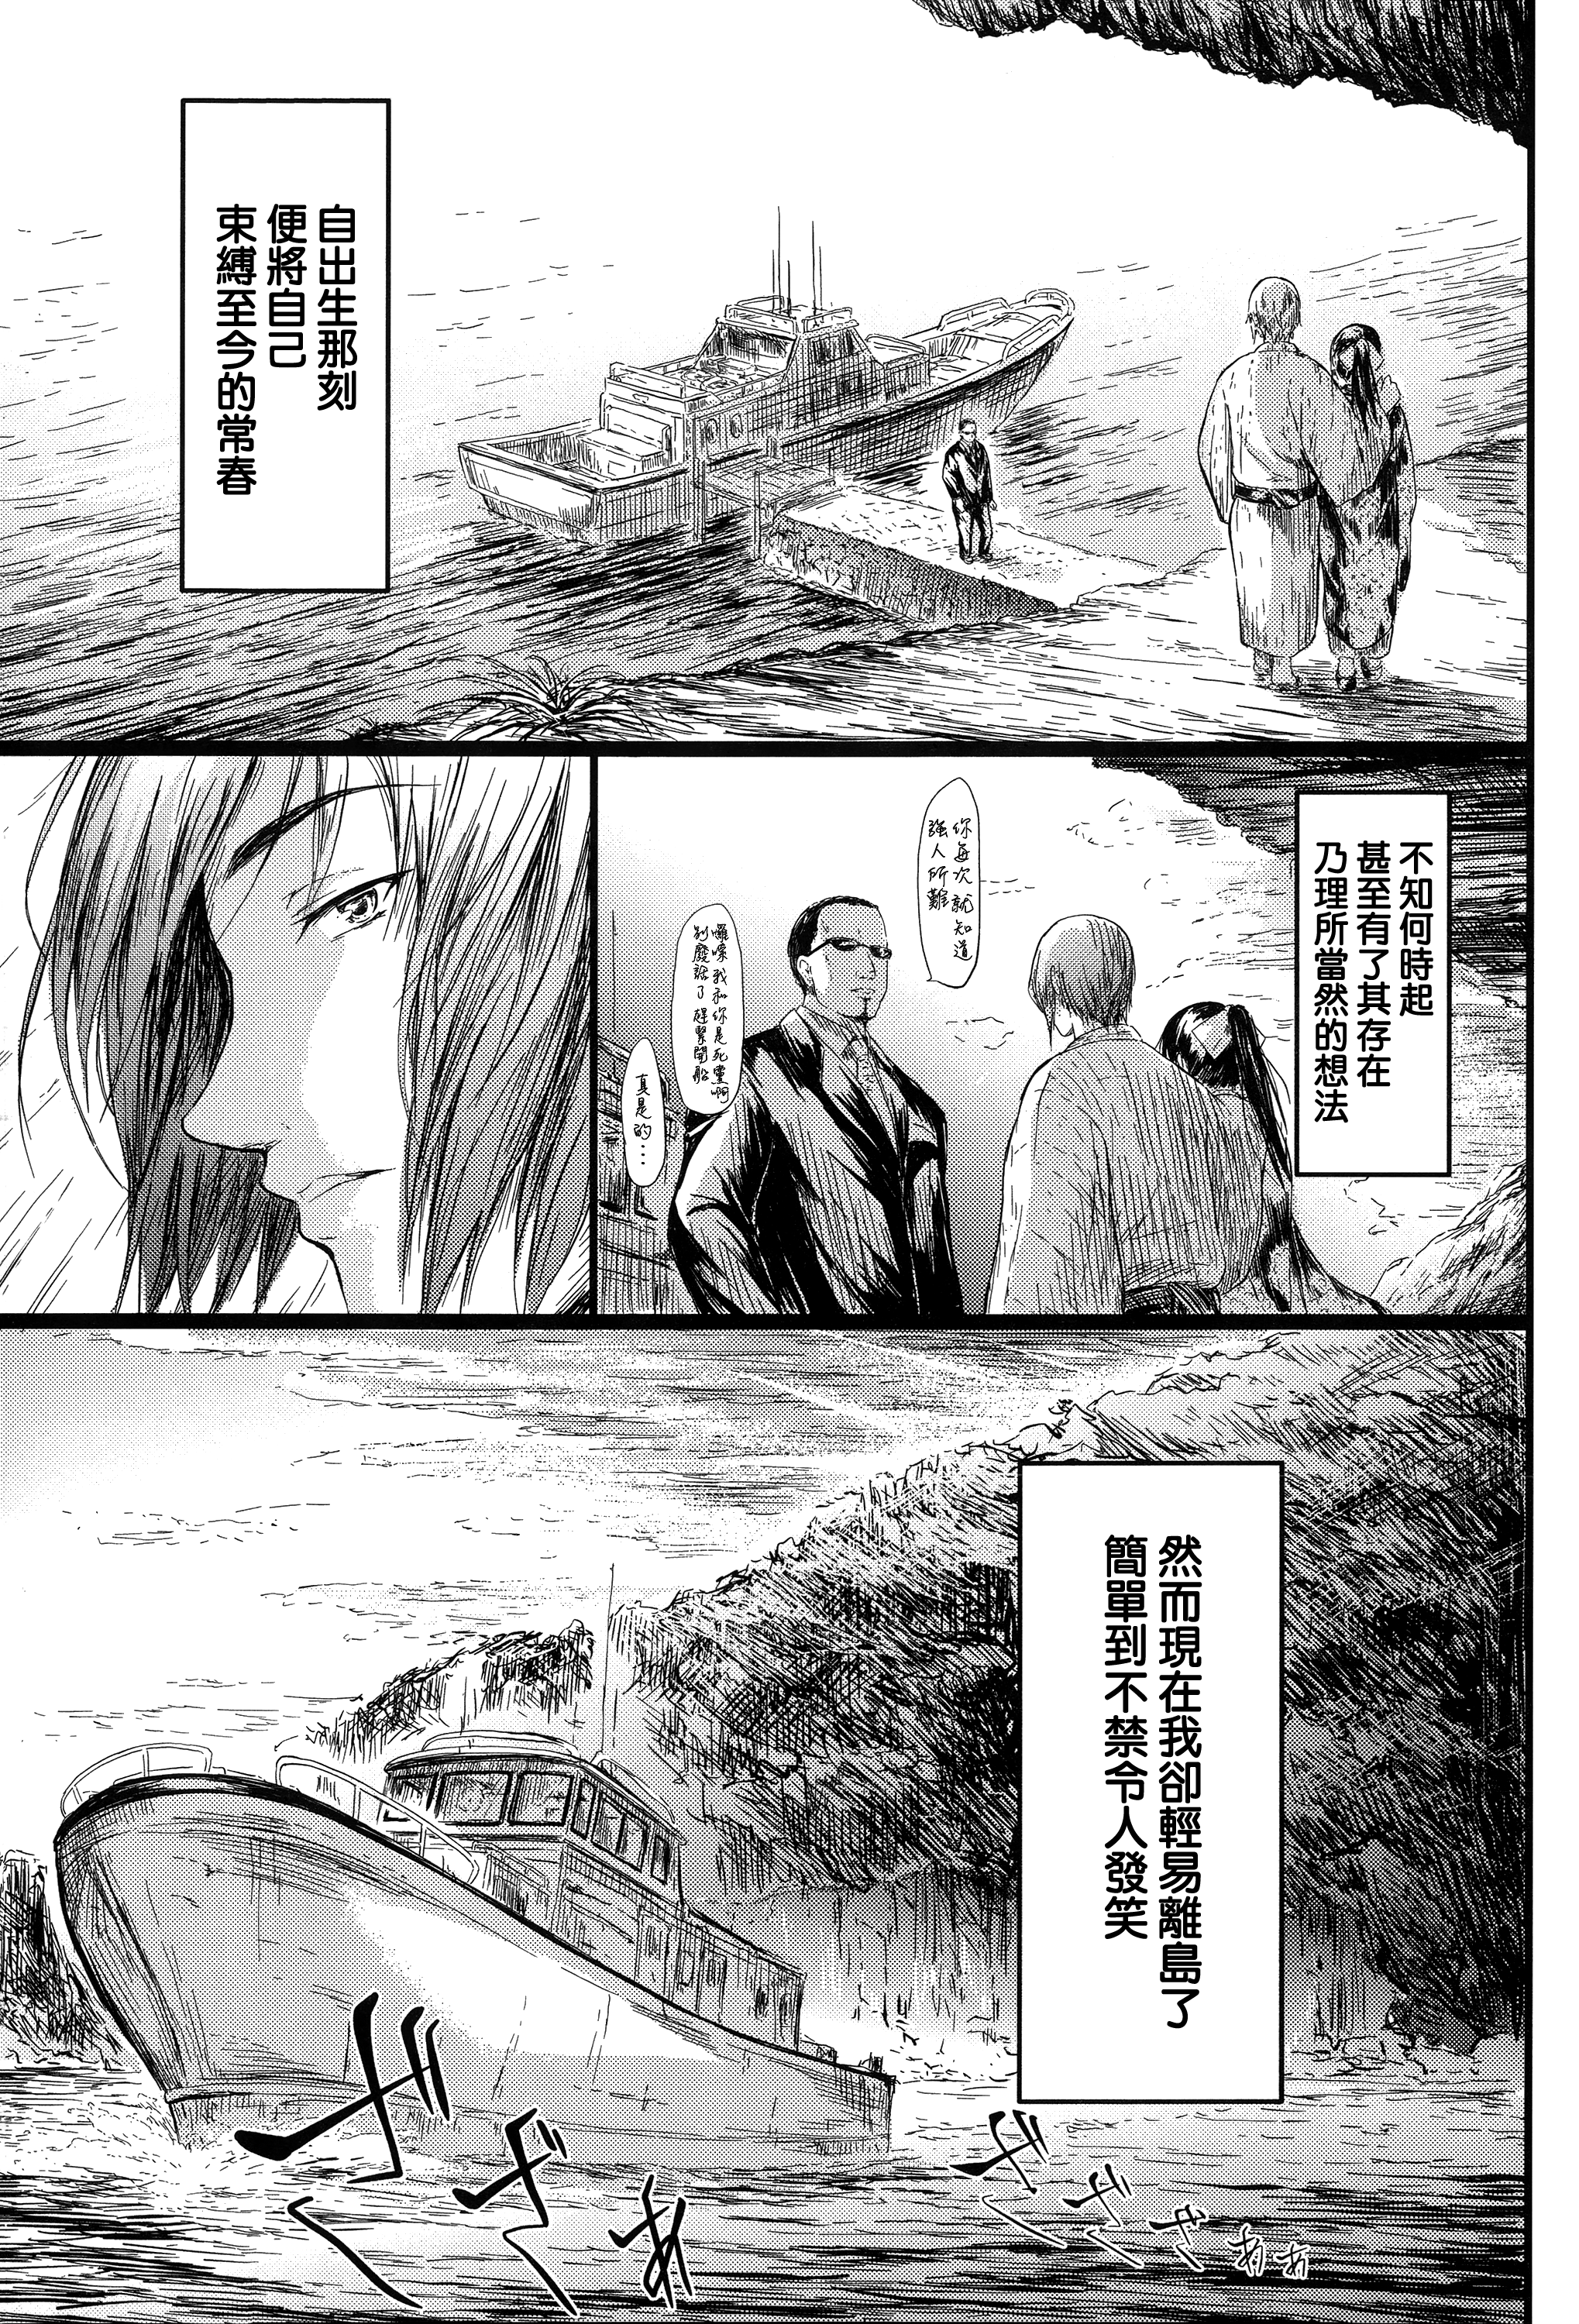 自出生那刻
便將自己
束縛至今的常春
不知何時起
甚至有了其存在
乃理所當然的想法
你每次就知道
強人所難
囉嗦我和你是死黨啊
別廢話了趕緊開船
真是的…
然而現在我卻輕易離島了
簡單到不禁令人發笑
ざざざざぁぁ
ざざぁ